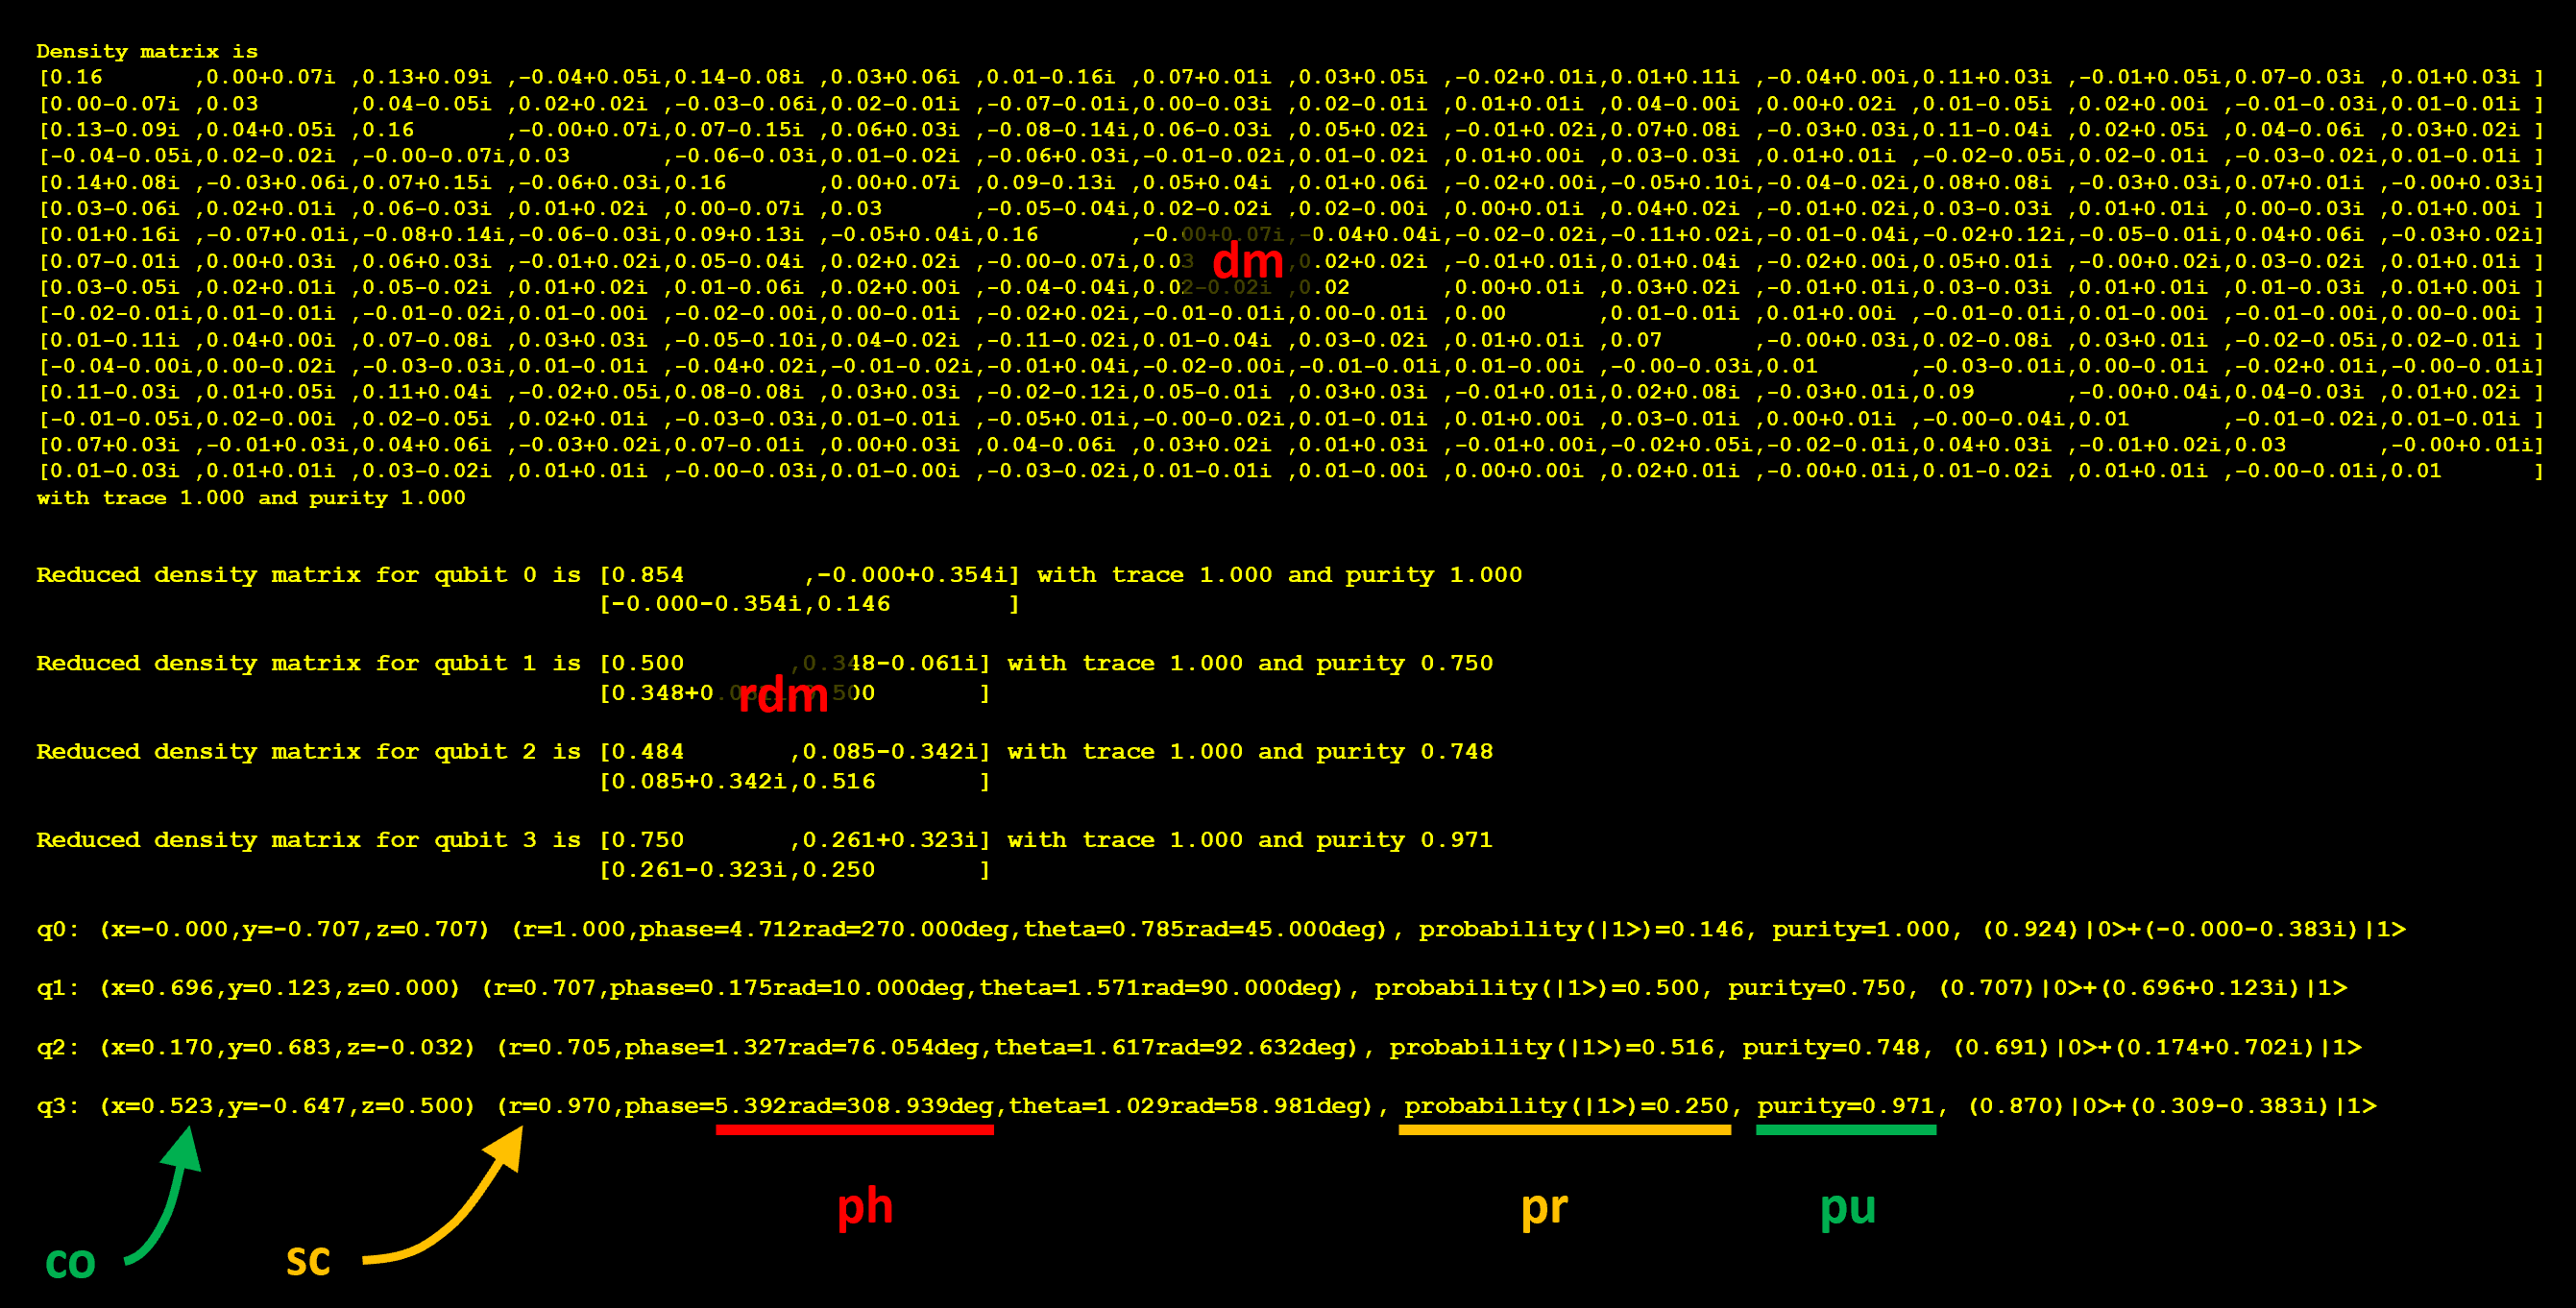 Density matrix is
[0.16      ,0.00+0.07i ,0.13+0.09i ,-0.04+0.05i,0.14-0.08i ,0.03+0.06i ,0.01-0.16i ,0.07+0.01i ,0.03+0.05i ,-0.02+0.01i,0.01+0.11i ,-0.04+0.00i,0.11+0.03i ,-0.01+0.05i,0.07-0.03i ,0.01+0.03i ]
[0.00-0.07i ,0.03      ,0.04-0.05i ,0.02+0.02i ,-0.03-0.06i,0.02-0.01i ,-0.07-0.01i,0.00-0.03i ,0.02-0.01i ,0.01+0.01i ,0.04-0.00i ,0.00+0.02i ,0.01-0.05i ,0.02+0.00i ,-0.01-0.03i,0.01-0.01i ]
[0.13-0.09i ,0.04+0.05i ,0.16      ,-0.00+0.07i,0.07-0.15i ,0.06+0.03i ,-0.08-0.14i,0.06-0.03i ,0.05+0.02i ,-0.01+0.02i,0.07+0.08i ,-0.03+0.03i,0.11-0.04i ,0.02+0.05i ,0.04-0.06i ,0.03+0.02i ]
[-0.04-0.05i,0.02-0.02i ,-0.00-0.07i,0.03      ,-0.06-0.03i,0.01-0.02i ,-0.06+0.03i,-0.01-0.02i,0.01-0.02i ,0.01+0.00i ,0.03-0.03i ,0.01+0.01i ,-0.02-0.05i,0.02-0.01i ,-0.03-0.02i,0.01-0.01i ]
[0.14+0.08i ,-0.03+0.06i,0.07+0.15i ,-0.06+0.03i,0.16      ,0.00+0.07i ,0.09-0.13i ,0.05+0.04i ,0.01+0.06i ,-0.02+0.00i,-0.05+0.10i,-0.04-0.02i,0.08+0.08i ,-0.03+0.03i,0.07+0.01i ,-0.00+0.03i]
[0.03-0.06i ,0.02+0.01i ,0.06-0.03i ,0.01+0.02i ,0.00-0.07i ,0.03      ,-0.05-0.04i,0.02-0.02i ,0.02-0.00i ,0.00+0.01i ,0.04+0.02i ,-0.01+0.02i,0.03-0.03i ,0.01+0.01i ,0.00-0.03i ,0.01+0.00i ]
[0.01+0.16i ,-0.07+0.01i,-0.08+0.14i,-0.06-0.03i,0.09+0.13i ,-0.05+0.04i,0.16      ,-0.00+0.07i,-0.04+0.04i,-0.02-0.02i,-0.11+0.02i,-0.01-0.04i,-0.02+0.12i,-0.05-0.01i,0.04+0.06i ,-0.03+0.02i]
[0.07-0.01i ,0.00+0.03i ,0.06+0.03i ,-0.01+0.02i,0.05-0.04i ,0.02+0.02i ,-0.00-0.07i,0.03 dm ,0.02+0.02i ,-0.01+0.01i,0.01+0.04i ,-0.02+0.00i,0.05+0.01i ,-0.00+0.02i,0.03-0.02i ,0.01+0.01i ]
[0.03-0.05i ,0.02+0.01i ,0.05-0.02i ,0.01+0.02i ,0.01-0.06i ,0.02+0.00i ,-0.04-0.04i,0.02-0.02i ,0.02      ,0.00+0.01i ,0.03+0.02i ,-0.01+0.01i,0.03-0.03i ,0.01+0.01i ,0.01-0.03i ,0.01+0.00i ]
[-0.02-0.01i,0.01-0.01i ,-0.01-0.02i,0.01-0.00i ,-0.02-0.00i,0.00-0.01i ,-0.02+0.02i,-0.01-0.01i,0.00-0.01i ,0.00      ,0.01-0.01i ,0.01+0.00i ,-0.01-0.01i,0.01-0.00i ,-0.01-0.00i,0.00-0.00i ]
[0.01-0.11i ,0.04+0.00i ,0.07-0.08i ,0.03+0.03i ,-0.05-0.10i,0.04-0.02i ,-0.11-0.02i,0.01-0.04i ,0.03-0.02i ,0.01+0.01i ,0.07      ,-0.00+0.03i,0.02-0.08i ,0.03+0.01i ,-0.02-0.05i,0.02-0.01i ]
[-0.04-0.00i,0.00-0.02i ,-0.03-0.03i,0.01-0.01i ,-0.04+0.02i,-0.01-0.02i,-0.01+0.04i,-0.02-0.00i,-0.01-0.01i,0.01-0.00i ,-0.00-0.03i,0.01      ,-0.03-0.01i,0.00-0.01i ,-0.02+0.01i,-0.00-0.01i]
[0.11-0.03i ,0.01+0.05i ,0.11+0.04i ,-0.02+0.05i,0.08-0.08i ,0.03+0.03i ,-0.02-0.12i,0.05-0.01i ,0.03+0.03i ,-0.01+0.01i,0.02+0.08i ,-0.03+0.01i,0.09      ,-0.00+0.04i,0.04-0.03i ,0.01+0.02i ]
[-0.01-0.05i,0.02-0.00i ,0.02-0.05i ,0.02+0.01i ,-0.03-0.03i,0.01-0.01i ,-0.05+0.01i,-0.00-0.02i,0.01-0.01i ,0.01+0.00i ,0.03-0.01i ,0.00+0.01i ,-0.00-0.04i,0.01      ,-0.01-0.02i,0.01-0.01i ]
[0.07+0.03i ,-0.01+0.03i,0.04+0.06i ,-0.03+0.02i,0.07-0.01i ,0.00+0.03i ,0.04-0.06i ,0.03+0.02i ,0.01+0.03i ,-0.01+0.00i,-0.02+0.05i,-0.02-0.01i,0.04+0.03i ,-0.01+0.02i,0.03      ,-0.00+0.01i]
[0.01-0.03i ,0.01+0.01i ,0.03-0.02i ,0.01+0.01i ,-0.00-0.03i,0.01-0.00i ,-0.03-0.02i,0.01-0.01i ,0.01-0.00i ,0.00+0.00i ,0.02+0.01i ,-0.00+0.01i,0.01-0.02i ,0.01+0.01i ,-0.00-0.01i,0.01      ]
with trace 1.000 and purity 1.000
Reduced density matrix for qubit 0 is [0.854        ,-0.000+0.354i] with trace 1.000 and purity 1.000
[-0.000-0.354i,0.146        ]
Reduced density matrix for qubit 1 is [0.500       ,0.348-0.061i] with trace 1.000 and purity 0.750
[0.348+0.061i,0.500       ]
rdm
Reduced density matrix for qubit 2 is [0.484       ,0.085-0.342i] with trace 1.000 and purity 0.748
[0.085+0.342i,0.516       ]
Reduced density matrix for qubit 3 is [0.750       ,0.261+0.323i] with trace 1.000 and purity 0.971
[0.261-0.323i,0.250       ]
q0: (x=-0.000,y=-0.707,z=0.707) (r=1.000,phase=4.712rad=270.000deg,theta=0.785rad=45.000deg), probability(|1>)=0.146, purity=1.000, (0.924)|0>+(-0.000-0.383i)|1>
q1: (x=0.696,y=0.123,z=0.000) (r=0.707,phase=0.175rad=10.000deg,theta=1.571rad=90.000deg), probability(|1>)=0.500, purity=0.750, (0.707)|0>+(0.696+0.123i)|1>
q2: (x=0.170,y=0.683,z=-0.032) (r=0.705,phase=1.327rad=76.054deg,theta=1.617rad=92.632deg), probability(|1>)=0.516, purity=0.748, (0.691)|0>+(0.174+0.702i)|1>
q3: (x=0.523,y=-0.647,z=0.500) (r=0.970,phase=5.392rad=308.939deg,theta=1.029rad=58.981deg), probability(|1>)=0.250, purity=0.971, (0.870)|0>+(0.309-0.383i)|1>
ph pr pu
co sc